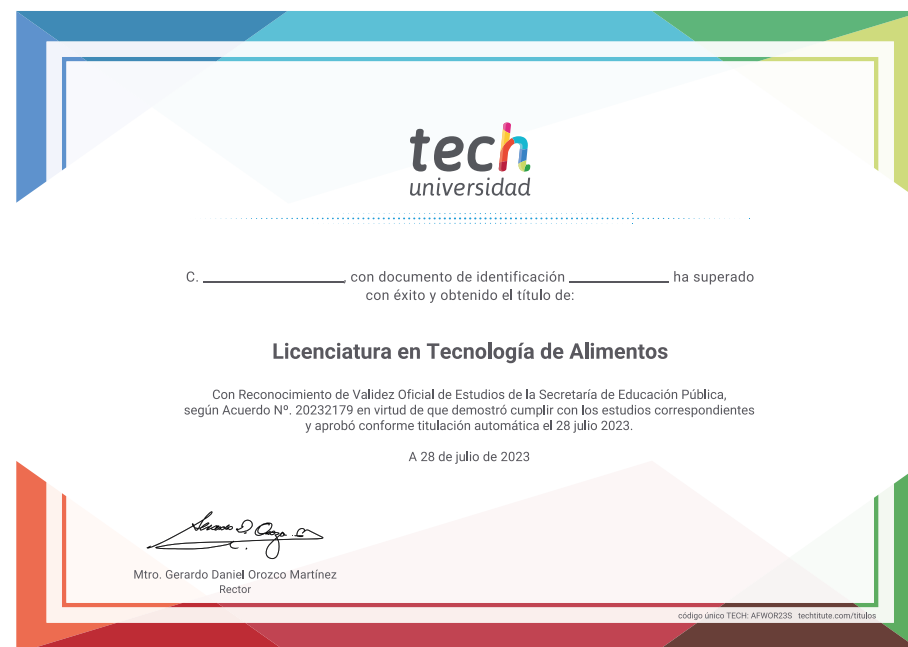 tech
universidad
C. ________________, con documento de identificación ____________ ha superado
con éxito y obtenido el título de:
Licenciatura en Tecnología de Alimentos
Con Reconocimiento de Validez Oficial de Estudios de la Secretaría de Educación Pública,
según Acuerdo Nº. 20232179 en virtud de que demostró cumplir con los estudios correspondientes
y aprobó conforme titulación automática el 28 julio 2023.
A 28 de julio de 2023
Mtro. Gerardo Daniel Orozco Martínez
Rector
código único TECH: AFWOR23S techtitute.com/titulos